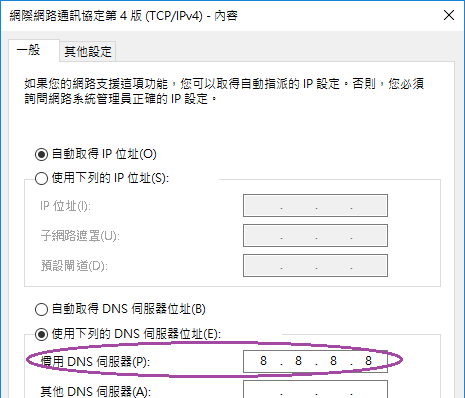 網際網路通訊協定第 4 版 (TCP/IPv4) - 內容
一般
其他設定
如果您的網路支援這項功能，您可以取得自動指派的 IP 設定。否則，您必須
詢問網路系統管理員正確的 IP 設定。
自動取得 IP 位址(O)
使用下列的 IP 位址(S):
IP 位址(I):
子網路遮罩(U):
預設閘道(D):
自動取得 DNS 伺服器位址(B)
使用下列的 DNS 伺服器位址(E):
慣用 DNS 伺服器(P): 8 . 8 . 8 . 8
其他 DNS 伺服器(A):